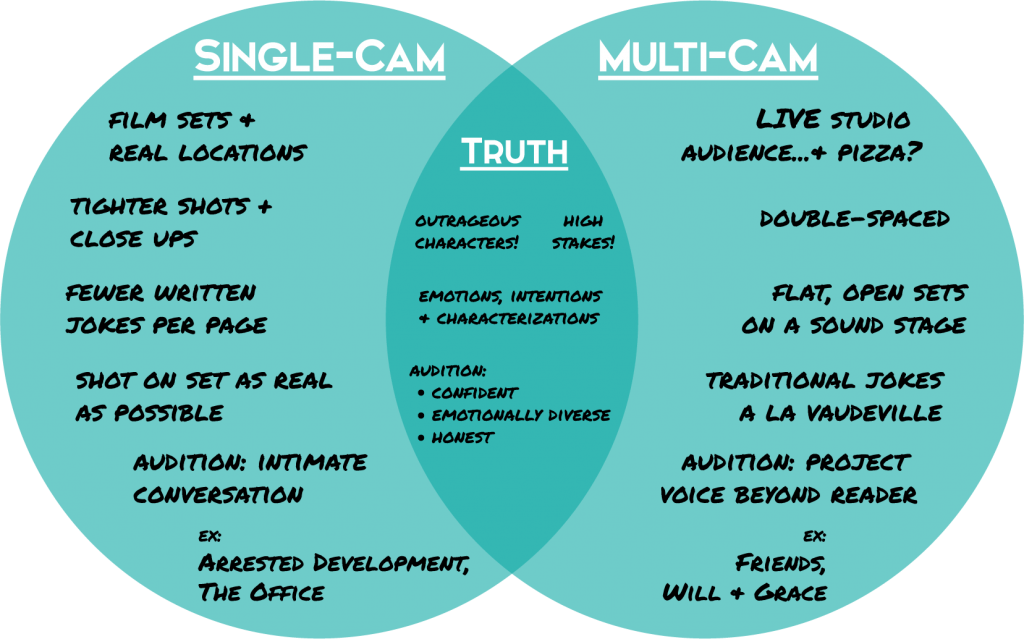 Single-Cam
FILM SETS &
REAL LOCATIONS
TIGHTER SHOTS &
CLOSE UPS
FEWER WRITTEN
JOKES PER PAGE
SHOT ON SET AS REAL
AS POSSIBLE
AUDITION: INTIMATE
CONVERSATION
EX:
Arrested Development,
The Office
Truth
OUTRAGEOUS
CHARACTERS!
HIGH
STAKES!
EMOTIONS, INTENTIONS
& CHARACTERIZATIONS
AUDITION:
• CONFIDENT
• EMOTIONALLY DIVERSE
• HONEST
Multi-Cam
LIVE STUDIO
AUDIENCE...& PIZZA?
DOUBLE-SPACED
FLAT, OPEN SETS
ON A SOUND STAGE
TRADITIONAL JOKES
A LA VAUDEVILLE
AUDITION: PROJECT
VOICE BEYOND READER
EX:
Friends,
Will & Grace